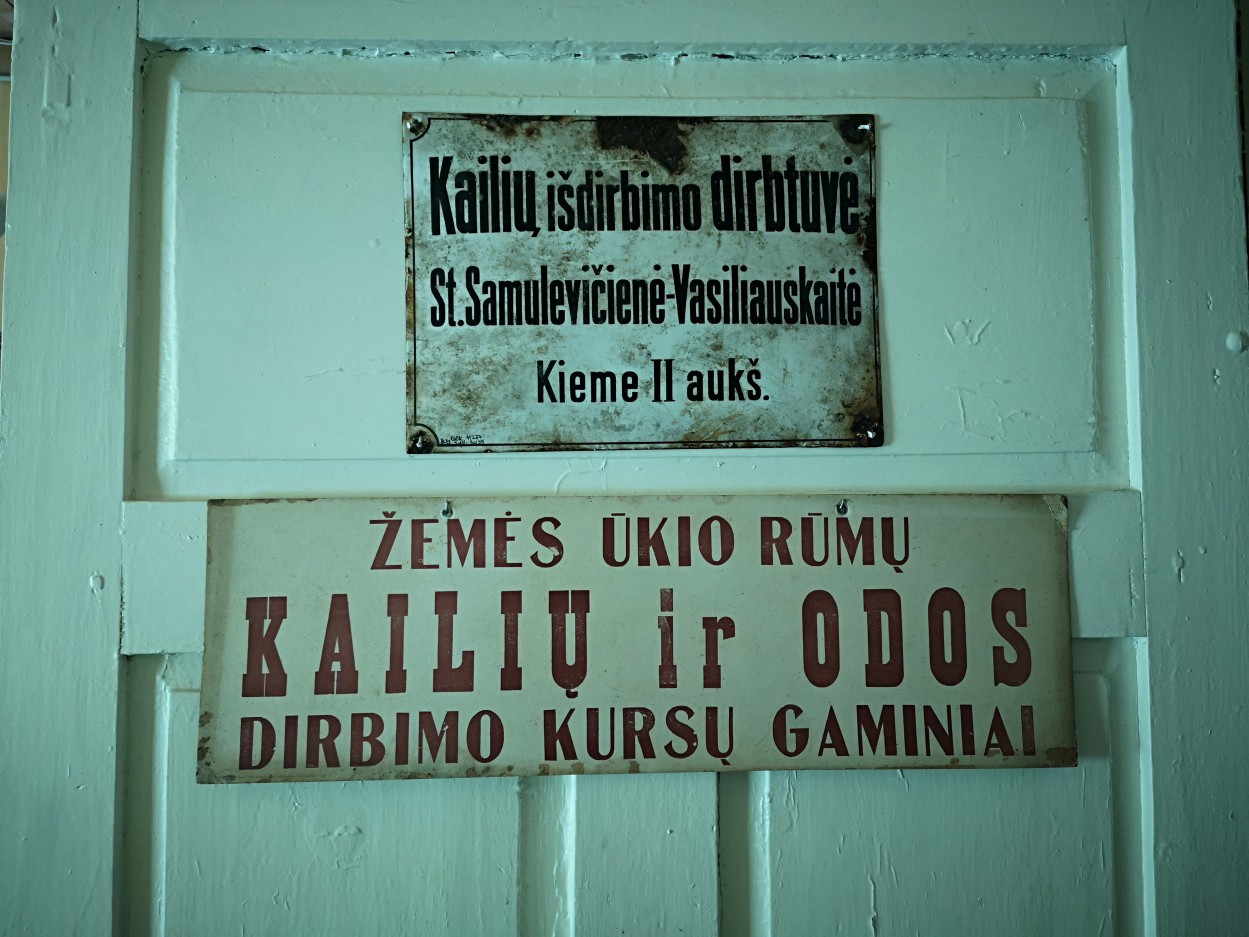 Kailių išdirbimo dirbtuvė
St. Samulevičienė-Vasiliauskaitė
Kieme II aukš.
ŽEMĖS ŪKIO RŪMŲ
KAILIŲ ir ODOS
DIRBIMO KURSŲ GAMINIAI